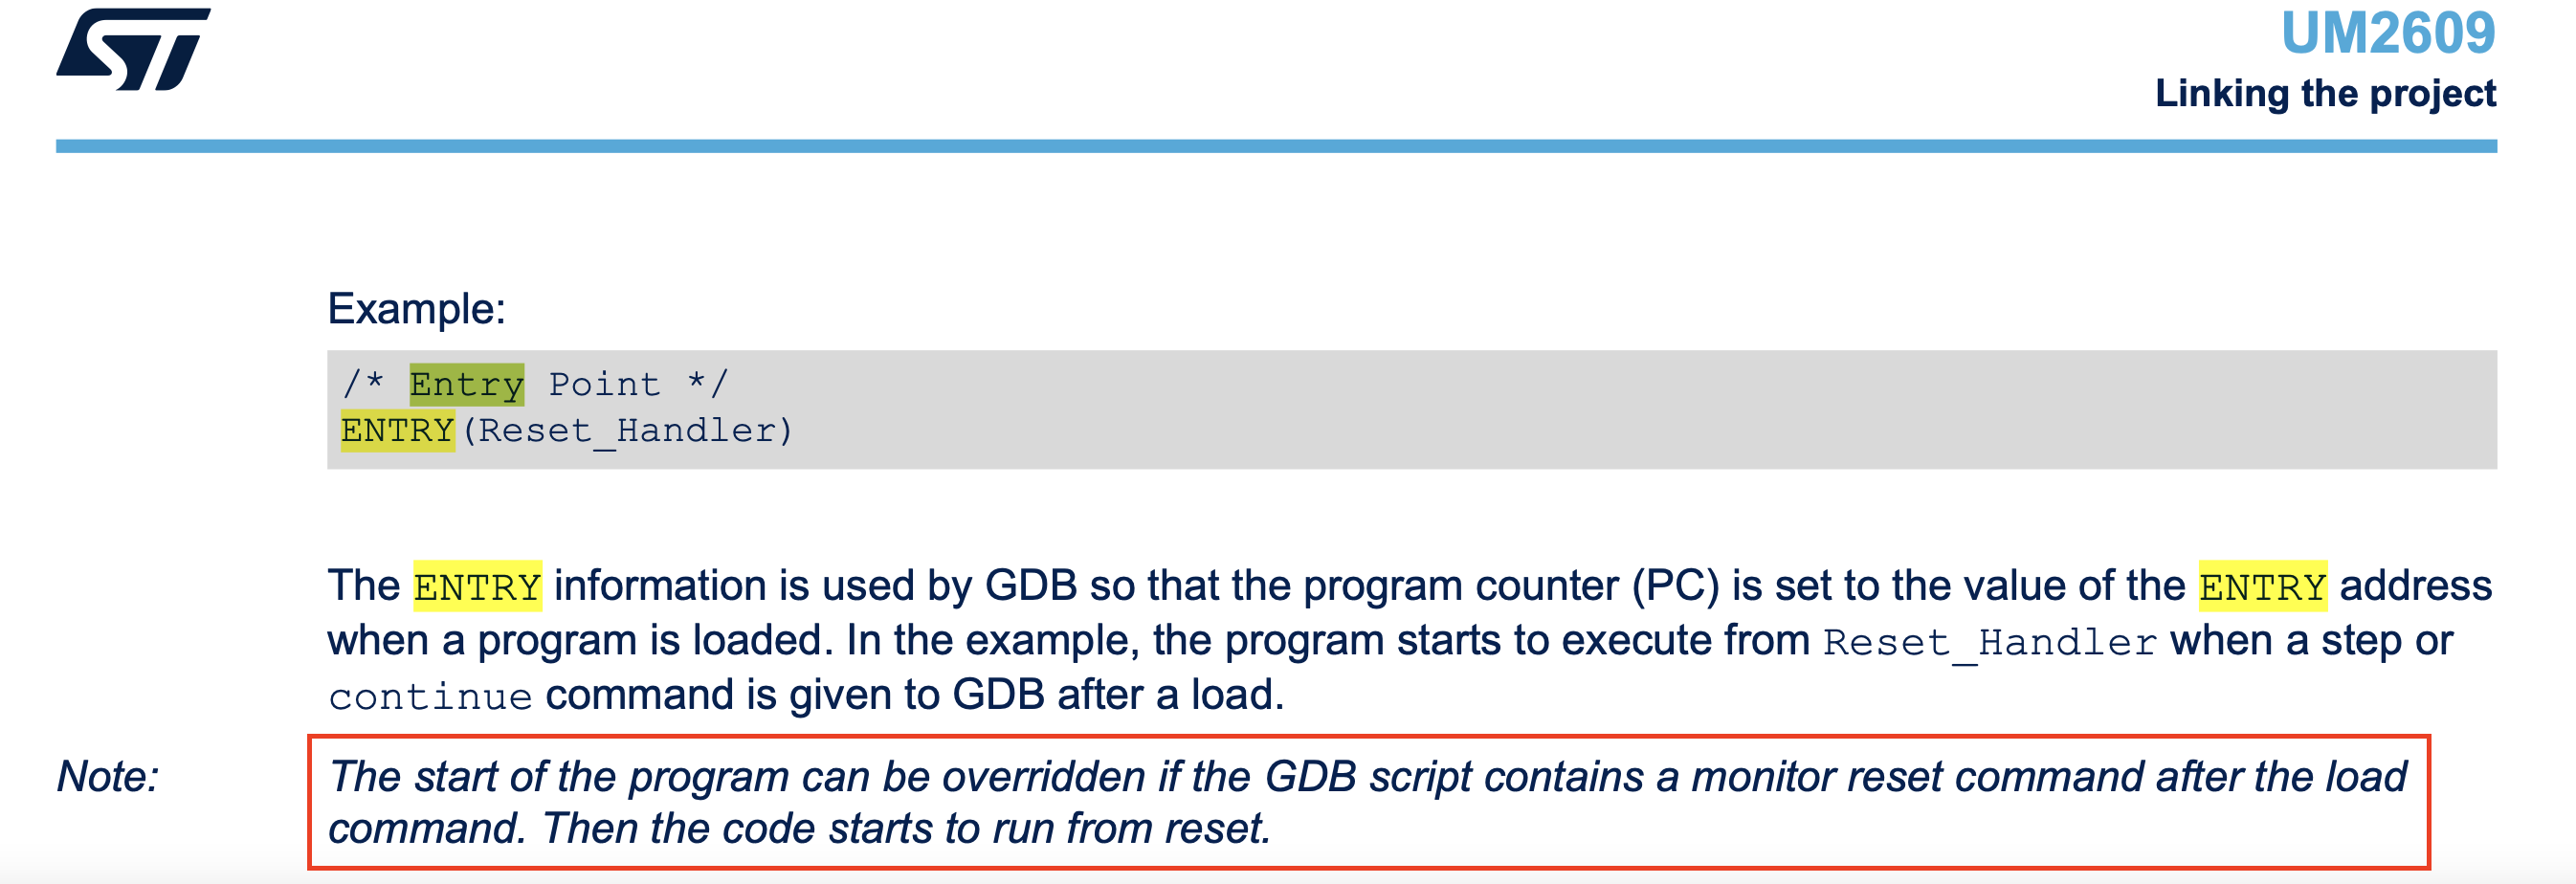 ST
UM2609
Linking the project
Example:
/* Entry Point */
ENTRY(Reset_Handler)
The ENTRY information is used by GDB so that the program counter (PC) is set to the value of the ENTRY address
when a program is loaded. In the example, the program starts to execute from Reset_Handler when a step or
continue command is given to GDB after a load.
Note: The start of the program can be overridden if the GDB script contains a monitor reset command after the load
command. Then the code starts to run from reset.